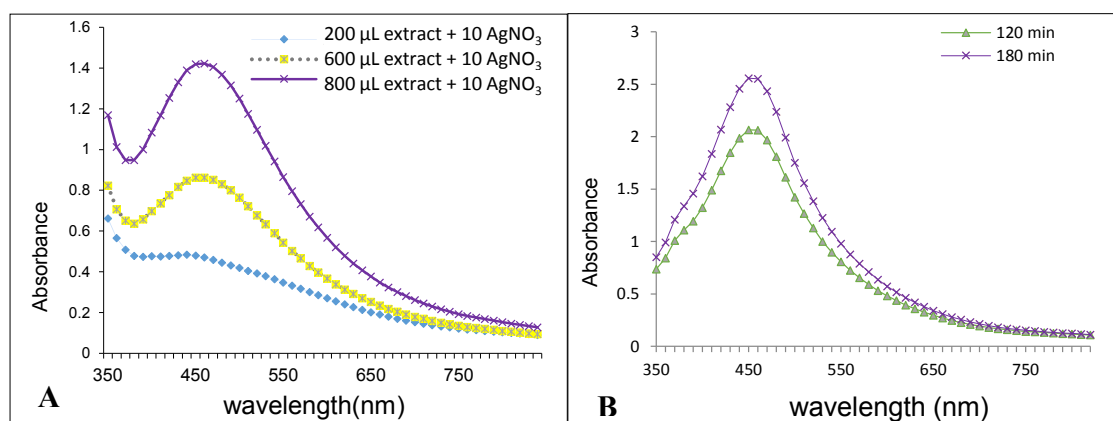 200 µL extract + 10 AgNO₃
600 µL extract + 10 AgNO₃
800 µL extract + 10 AgNO₃
Absorbance
1.6
1.4
1.2
1
0.8
0.6
0.4
0.2
0
350
450
550
650
750
A
wavelength(nm)
120 min
180 min
Absorbance
3
2.5
2
1.5
1
0.5
0
350
450
550
650
750
B
wavelength (nm)